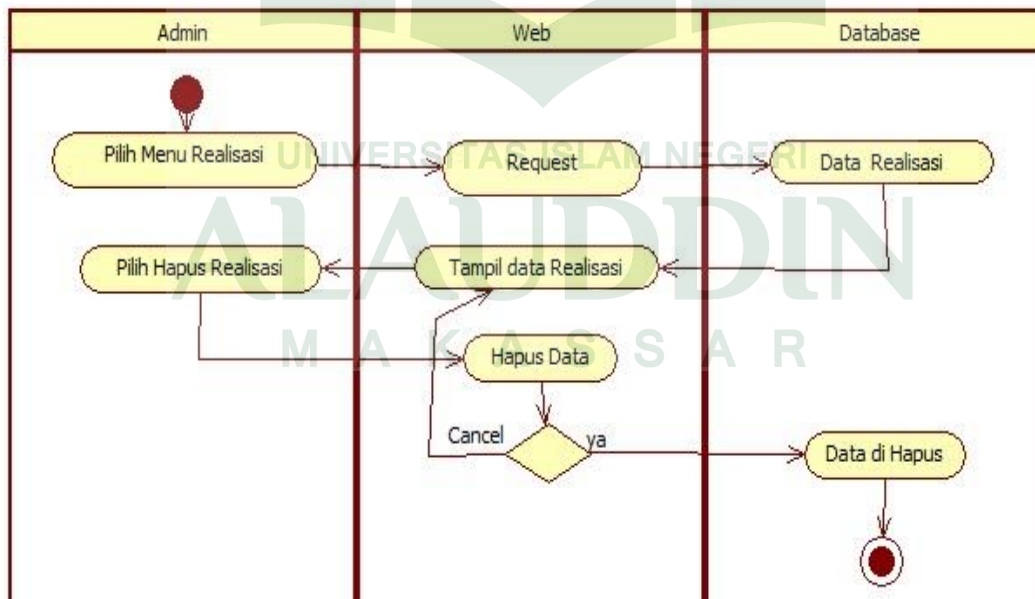 Admin
Web
Database
Pilih Menu Realisasi
Request
Data Realisasi
UNIVERSITAS ISLAM NEGERI
Pilih Hapus Realisasi
Tampil data Realisasi
ALAUDDIN
Hapus Data
MAKASSAR
Cancel
ya
Data di Hapus